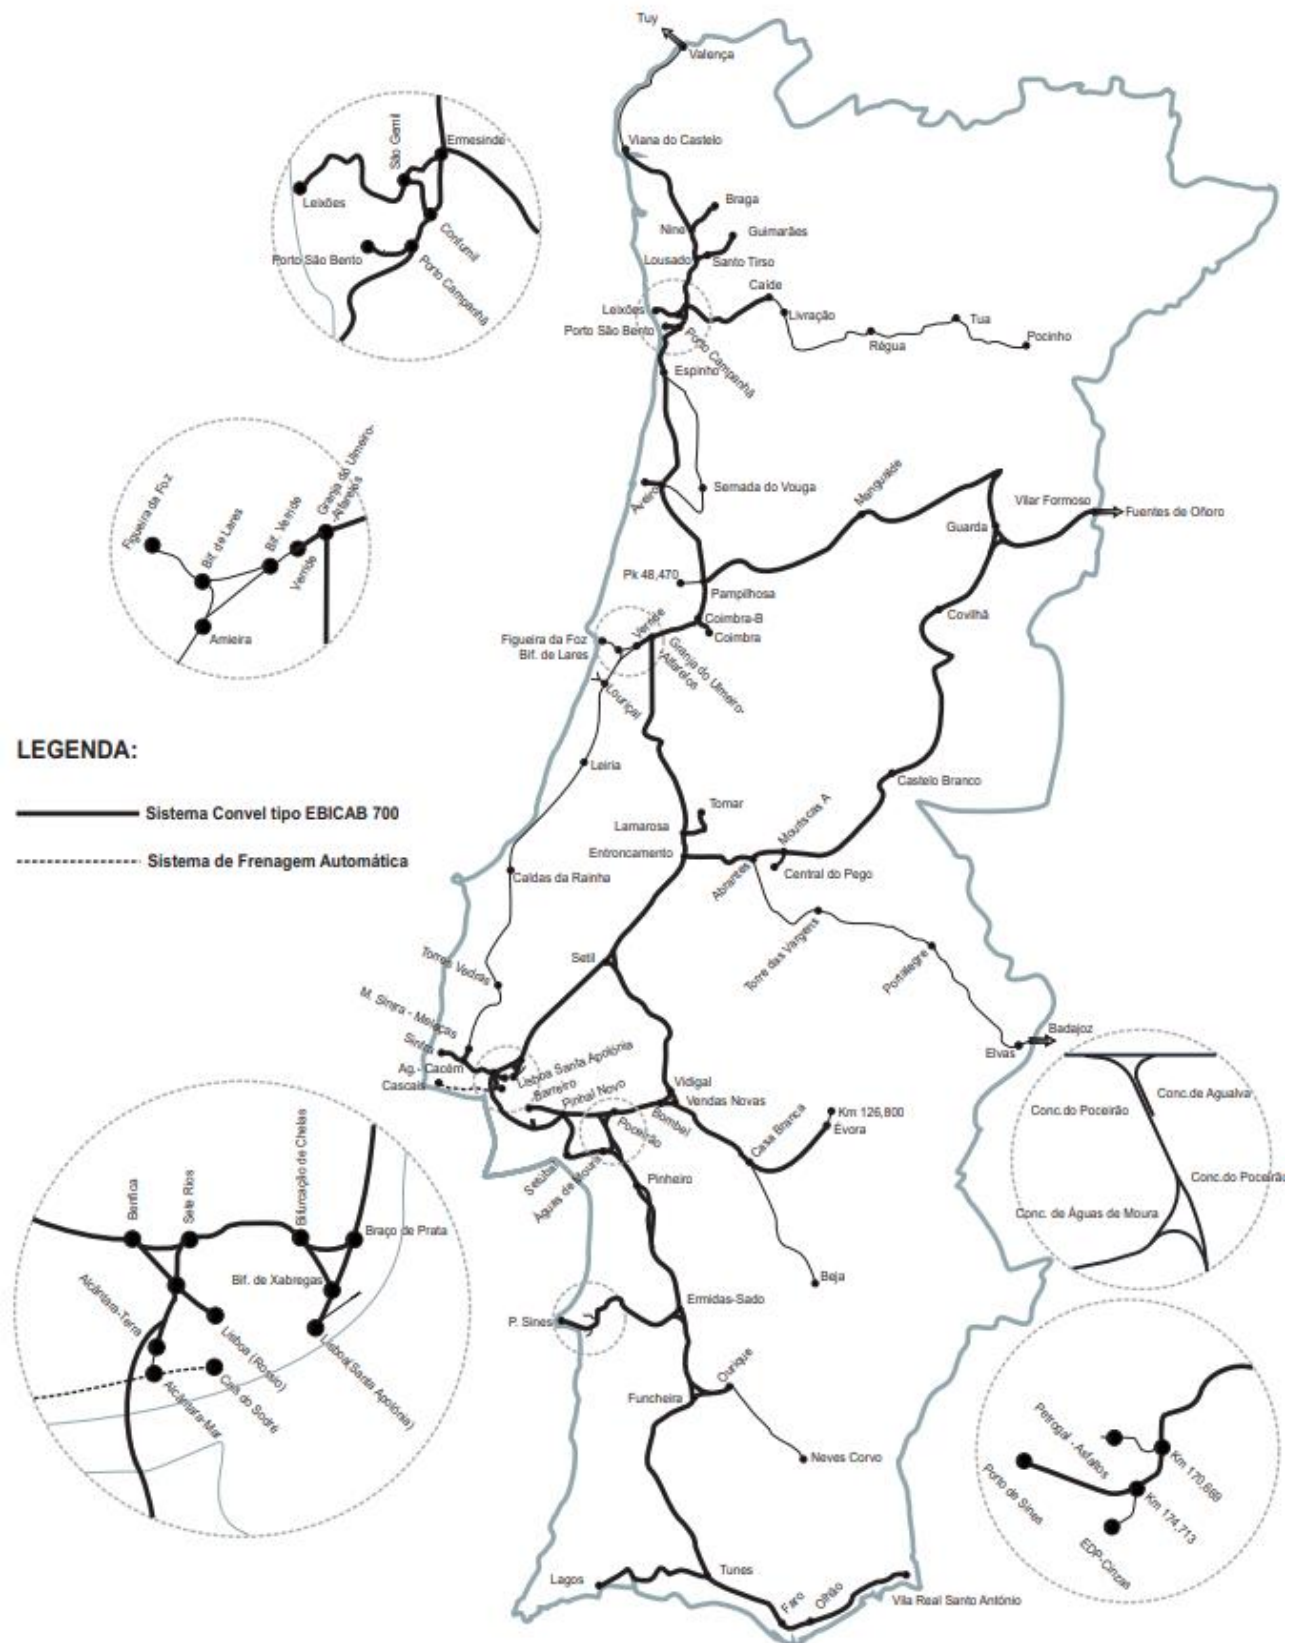 Tuy
Valença
Viana do Castelo
Braga
Nine
Guimarães
Lousado
Santo Tirso
Caíde
Leixões
Livração
Tua
Porto São Bento
Régua
Pocinho
Porto Campanhã
Espinho
Sernada do Vouga
Aveiro
Mangualde
Vilar Formoso
Guarda
Fuentes de Oñoro
Pk 48,470
Pampilhosa
Coimbra-B
Coimbra
Covilhã
Verride
Figueira da Foz
Bif. de Lares
Granja do Ulmeiro-
-Alfarelos
Louriçal
Leiria
Castelo Branco
Tomar
Lamarosa
Mouriscas A
Entroncamento
Abrantes
Central do Pego
Caldas da Rainha
Torre das Vargens
Portalegre
Setil
Torres Vedras
M. Sintra - Meleças
Sintra
Ag.- Cacém
Cascais
Lisboa Santa Apolónia
Barreiro
Pinhal Novo
Badajoz
Elvas
Vidigal
Vendas Novas
Bombel
Poceirão
Casa Branca
Km 126,800
Évora
Setúbal
Águas de Moura
Pinheiro
Beja
Ermidas-Sado
P. Sines
Ourique
Funcheira
Neves Corvo
Tunes
Lagos
Faro
Olhão
Vila Real Santo António
São Gemil
Ermesinde
Leixões
Contumil
Porto São Bento
Porto Campanhã
Figueira da Foz
Bif. de Lares
Bif. Verride
Granja do Ulmeiro-
-Alfarelos
Verride
Amieira
LEGENDA:
Sistema Convel tipo EBICAB 700
Sistema de Frenagem Automática
Benfica
Sete Rios
Bifurcação de Chelas
Braço de Prata
Bif. de Xabregas
Alcântara-Terra
Lisboa (Rossio)
Lisboa(Santa Apolónia)
Cais do Sodré
Alcântara-Mar
Conc.do Poceirão
Conc.de Agualva
Conc.do Poceirão
Conc. de Águas de Moura
Petrogal - Asfaltos
Km 170,669
Porto de Sines
Km 174,713
EDP-Cinzas